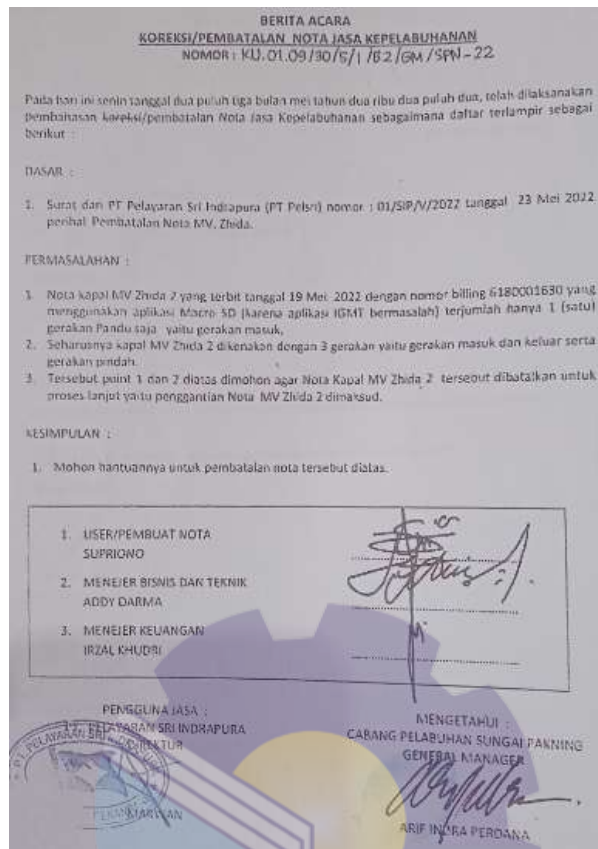 BERITA ACARA
KOREKSI/PEMBATALAN NOTA JASA KEPELABUHANAN
NOMOR : KU.01.09/30/5/1/B2/GM/SPN-22
Pada hari ini senin tanggal dua puluh tiga bulan mei tahun dua ribu dua puluh dua, telah dilaksanakan
pembahasan koreksi/pembatalan Nota Jasa Kepelabuhanan sebagaimana daftar terlampir sebagai
berikut :
DASAR :
1. Surat dari PT Pelayaran Sri Indrapura (PT Pelsri) nomor : 01/SIP/V/2022 tanggal 23 Mei 2022
perihal Pembatalan Nota MV. Zhida.
PERMASALAHAN :
1. Nota kapal MV Zhida 2 yang terbit tanggal 19 Mei 2022 dengan nomor billing 6180001630 yang
menggunakan aplikasi Macro SD (karena aplikasi IGMT bermasalah) terjumlah hanya 1 (satu)
gerakan Pandu saja yaitu gerakan masuk,
2. Seharusnya kapal MV Zhida 2 dikenakan dengan 3 gerakan yaitu gerakan masuk dan keluar serta
gerakan pindah.
3. Tersebut point 1 dan 2 diatas dimohon agar Nota Kapal MV Zhida 2 tersebut dibatalkan untuk
proses lanjut yaitu penggantian Nota MV Zhida 2 dimaksud.
KESIMPULAN :
1. Mohon bantuannya untuk pembatalan nota tersebut diatas.
1. USER/PEMBUAT NOTA
SUPRIONO
2. MENEJER BISNIS DAN TEKNIK
ADDY DARMA
3. MENEJER KEUANGAN
IRZAL KHUDRI
PENGGUNA JASA :
PELAYARAN SRI INDRAPURA
DIREKTUR
MENGETAHUI :
CABANG PELABUHAN SUNGAI PAKNING
GENERAL MANAGER
ARIF INDRA PERDANA